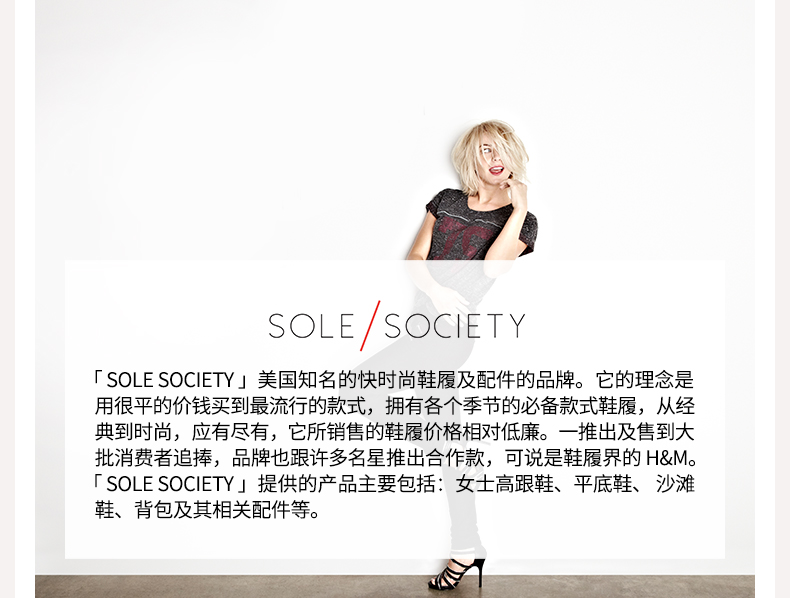 SOLE/SOCIETY
「 SOLE SOCIETY 」美国知名的快时尚鞋履及配件的品牌。它的理念是
用很平的价钱买到最流行的款式，拥有各个季节的必备款式鞋履，从经
典到时尚，应有尽有，它所销售的鞋履价格相对低廉。一推出及售到大
批消费者追捧，品牌也跟许多名星推出合作款，可说是鞋履界的 H&M。
「 SOLE SOCIETY 」提供的产品主要包括：女士高跟鞋、平底鞋、 沙滩
鞋、背包及其相关配件等。